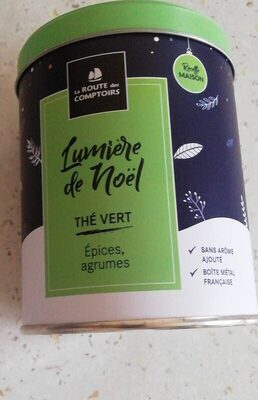 La ROUTE des
COMPTOIRS
Recette
MAISON
Lumière
de Noël
THÉ VERT
Épices,
agrumes
SANS ARÔME
AJOUTÉ
BOÎTE MÉTAL
FRANÇAISE